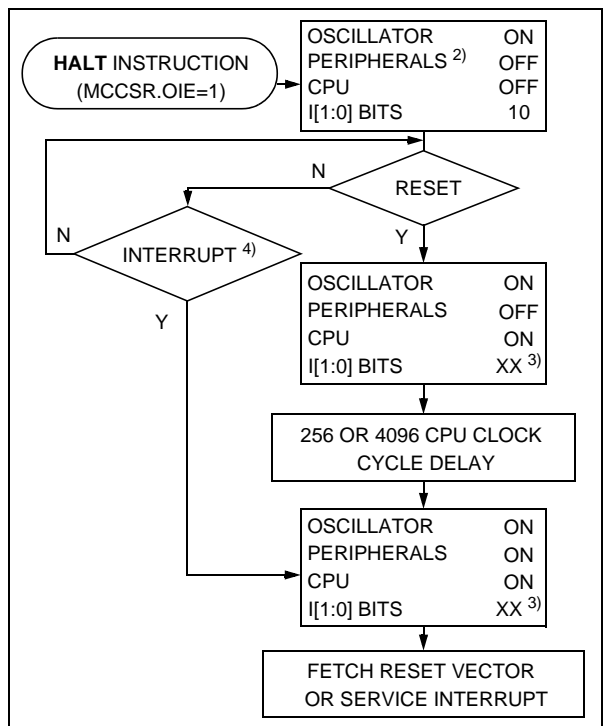 HALT INSTRUCTION
(MCCSR.OIE=1)
OSCILLATOR ON
PERIPHERALS 2) OFF
CPU OFF
I[1:0] BITS 10
RESET
N
Y
INTERRUPT 4)
N
Y
OSCILLATOR ON
PERIPHERALS OFF
CPU ON
I[1:0] BITS XX 3)
256 OR 4096 CPU CLOCK
CYCLE DELAY
OSCILLATOR ON
PERIPHERALS ON
CPU ON
I[1:0] BITS XX 3)
FETCH RESET VECTOR
OR SERVICE INTERRUPT